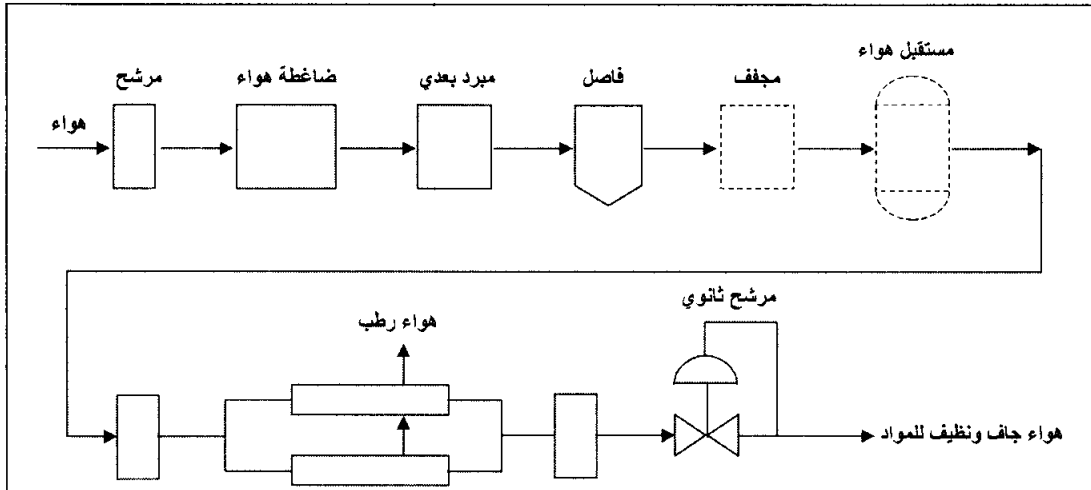 مستقبل هواء
مجفف
فاصل
مبرد بعدي
ضاغطة هواء
مرشح
هواء
مرشح ثانوي
هواء رطب
هواء جاف ونظيف للمواد